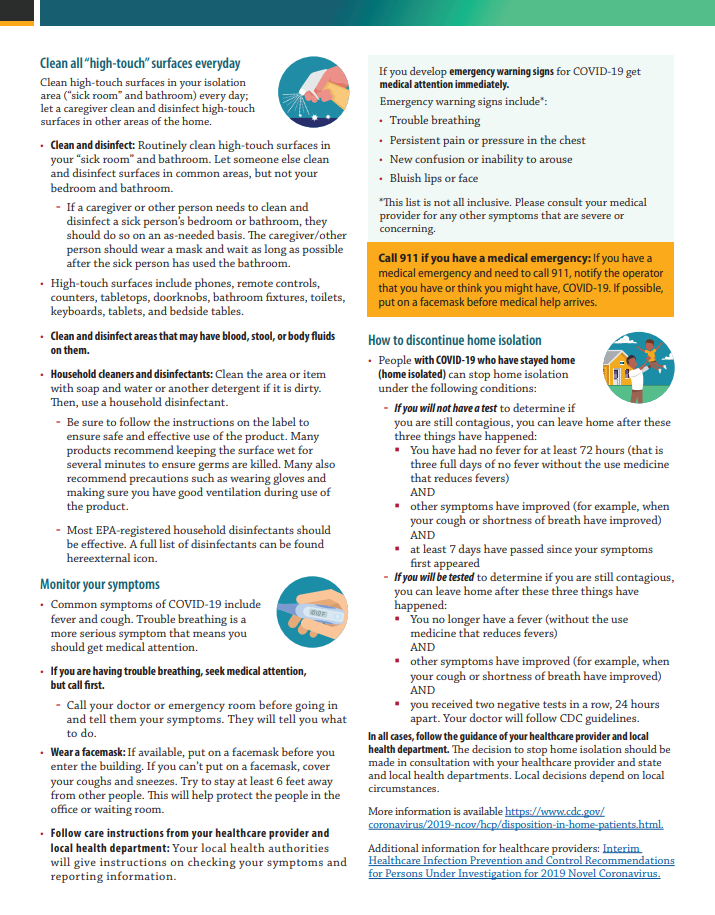 Clean all “high-touch” surfaces everyday
Clean high-touch surfaces in your isolation
area (“sick room” and bathroom) every day;
let a caregiver clean and disinfect high-touch
surfaces in other areas of the home.
• Clean and disinfect: Routinely clean high-touch surfaces in
your “sick room” and bathroom. Let someone else clean
and disinfect surfaces in common areas, but not your
bedroom and bathroom.
- If a caregiver or other person needs to clean and
disinfect a sick person’s bedroom or bathroom, they
should do so on an as-needed basis. The caregiver/other
person should wear a mask and wait as long as possible
after the sick person has used the bathroom.
• High-touch surfaces include phones, remote controls,
counters, tabletops, doorknobs, bathroom fixtures, toilets,
keyboards, tablets, and bedside tables.
• Clean and disinfect areas that may have blood, stool, or body fluids
on them.
• Household cleaners and disinfectants: Clean the area or item
with soap and water or another detergent if it is dirty.
Then, use a household disinfectant.
- Be sure to follow the instructions on the label to
ensure safe and effective use of the product. Many
products recommend keeping the surface wet for
several minutes to ensure germs are killed. Many also
recommend precautions such as wearing gloves and
making sure you have good ventilation during use of
the product.
- Most EPA-registered household disinfectants should
be effective. A full list of disinfectants can be found
hereexternal icon.
Monitor your symptoms
• Common symptoms of COVID-19 include
fever and cough. Trouble breathing is a
more serious symptom that means you
should get medical attention.
• If you are having trouble breathing, seek medical attention,
but call first.
- Call your doctor or emergency room before going in
and tell them your symptoms. They will tell you what
to do.
• Wear a facemask: If available, put on a facemask before you
enter the building. If you can’t put on a facemask, cover
your coughs and sneezes. Try to stay at least 6 feet away
from other people. This will help protect the people in the
office or waiting room.
• Follow care instructions from your healthcare provider and
local health department: Your local health authorities
will give instructions on checking your symptoms and
reporting information.
If you develop emergency warning signs for COVID-19 get
medical attention immediately.
Emergency warning signs include*:
• Trouble breathing
• Persistent pain or pressure in the chest
• New confusion or inability to arouse
• Bluish lips or face
*This list is not all inclusive. Please consult your medical
provider for any other symptoms that are severe or
concerning.
Call 911 if you have a medical emergency: If you have a
medical emergency and need to call 911, notify the operator
that you have or think you might have, COVID-19. If possible,
put on a facemask before medical help arrives.
How to discontinue home isolation
• People with COVID-19 who have stayed home
(home isolated) can stop home isolation
under the following conditions:
- If you will not have a test to determine if
you are still contagious, you can leave home after these
three things have happened:
▪ You have had no fever for at least 72 hours (that is
three full days of no fever without the use medicine
that reduces fevers)
AND
▪ other symptoms have improved (for example, when
your cough or shortness of breath have improved)
AND
▪ at least 7 days have passed since your symptoms
first appeared
- If you will be tested to determine if you are still contagious,
you can leave home after these three things have
happened:
▪ You no longer have a fever (without the use
medicine that reduces fevers)
AND
▪ other symptoms have improved (for example, when
your cough or shortness of breath have improved)
AND
▪ you received two negative tests in a row, 24 hours
apart. Your doctor will follow CDC guidelines.
In all cases, follow the guidance of your healthcare provider and local
health department. The decision to stop home isolation should be
made in consultation with your healthcare provider and state
and local health departments. Local decisions depend on local
circumstances.
More information is available https://www.cdc.gov/
coronavirus/2019-ncov/hcp/disposition-in-home-patients.html.
Additional information for healthcare providers: Interim
Healthcare Infection Prevention and Control Recommendations
for Persons Under Investigation for 2019 Novel Coronavirus.